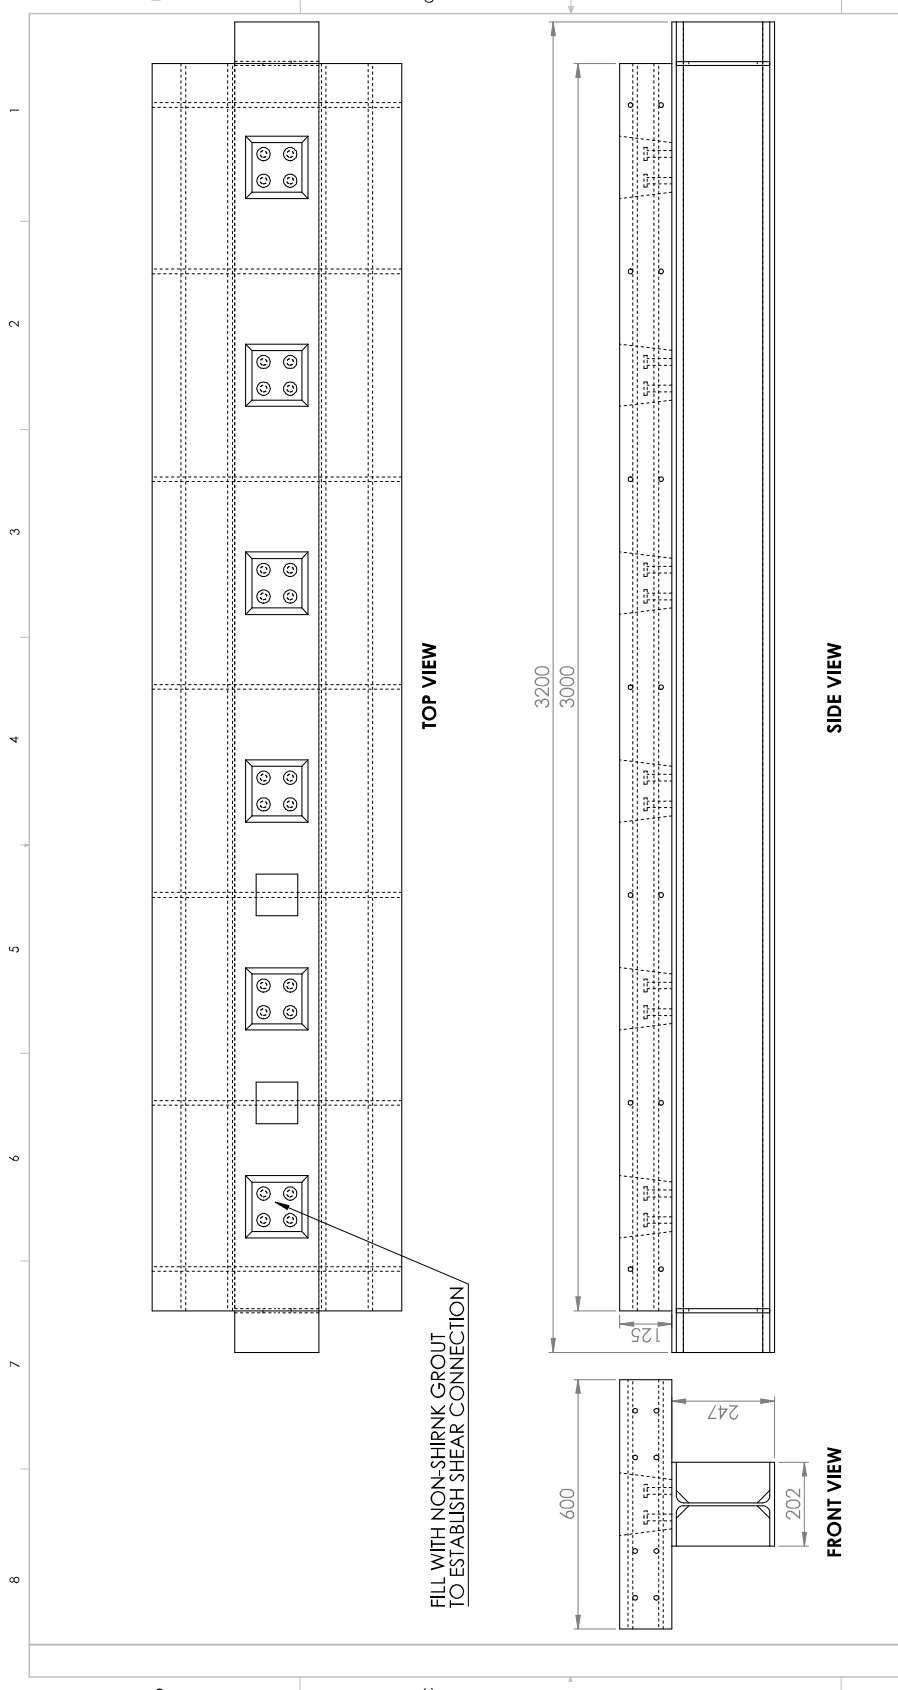 1
2
3
4
5
6
7
8
TOP VIEW
FILL WITH NON-SHIRNK GROUT
TO ESTABLISH SHEAR CONNECTION
3200
3000
125
SIDE VIEW
600
247
202
FRONT VIEW